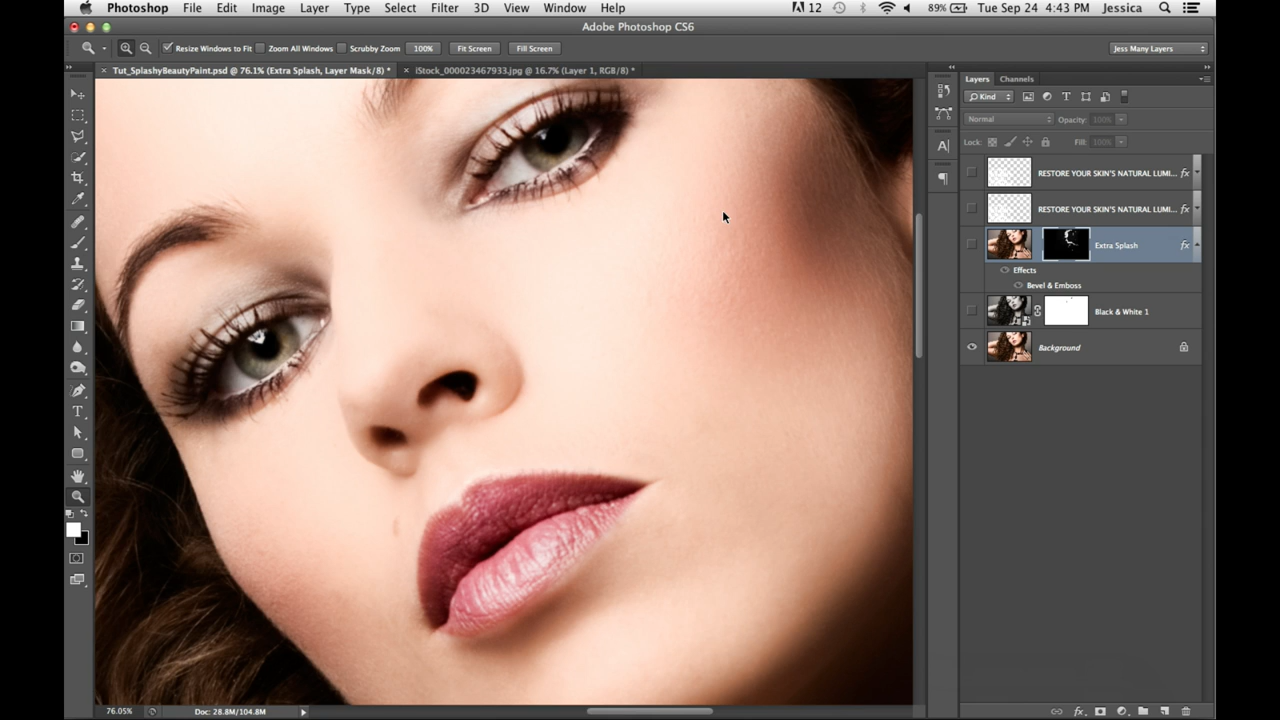 Photoshop File Edit Image Layer Type Select Filter 3D View Window Help 12 89% Tue Sep 24 4:43 PM Jessica
Adobe Photoshop CS6
Resize Windows to Fit Zoom All Windows Scrubby Zoom 100% Fit Screen Fill Screen Jess Many Layers
Tut_SplashyBeautyPaint.psd @ 76.1% (Extra Splash, Layer Mask/8) * iStock_000023467933.jpg @ 16.7% (Layer 1, RGB/8) *
Layers Channels
Kind
Normal Opacity: 100%
Lock: Fill: 100%
RESTORE YOUR SKIN'S NATURAL LUMI... fx
RESTORE YOUR SKIN'S NATURAL LUMI... fx
Extra Splash fx
Effects
Bevel & Emboss
Black & White 1
Background
76.05% Doc: 28.8M/104.8M